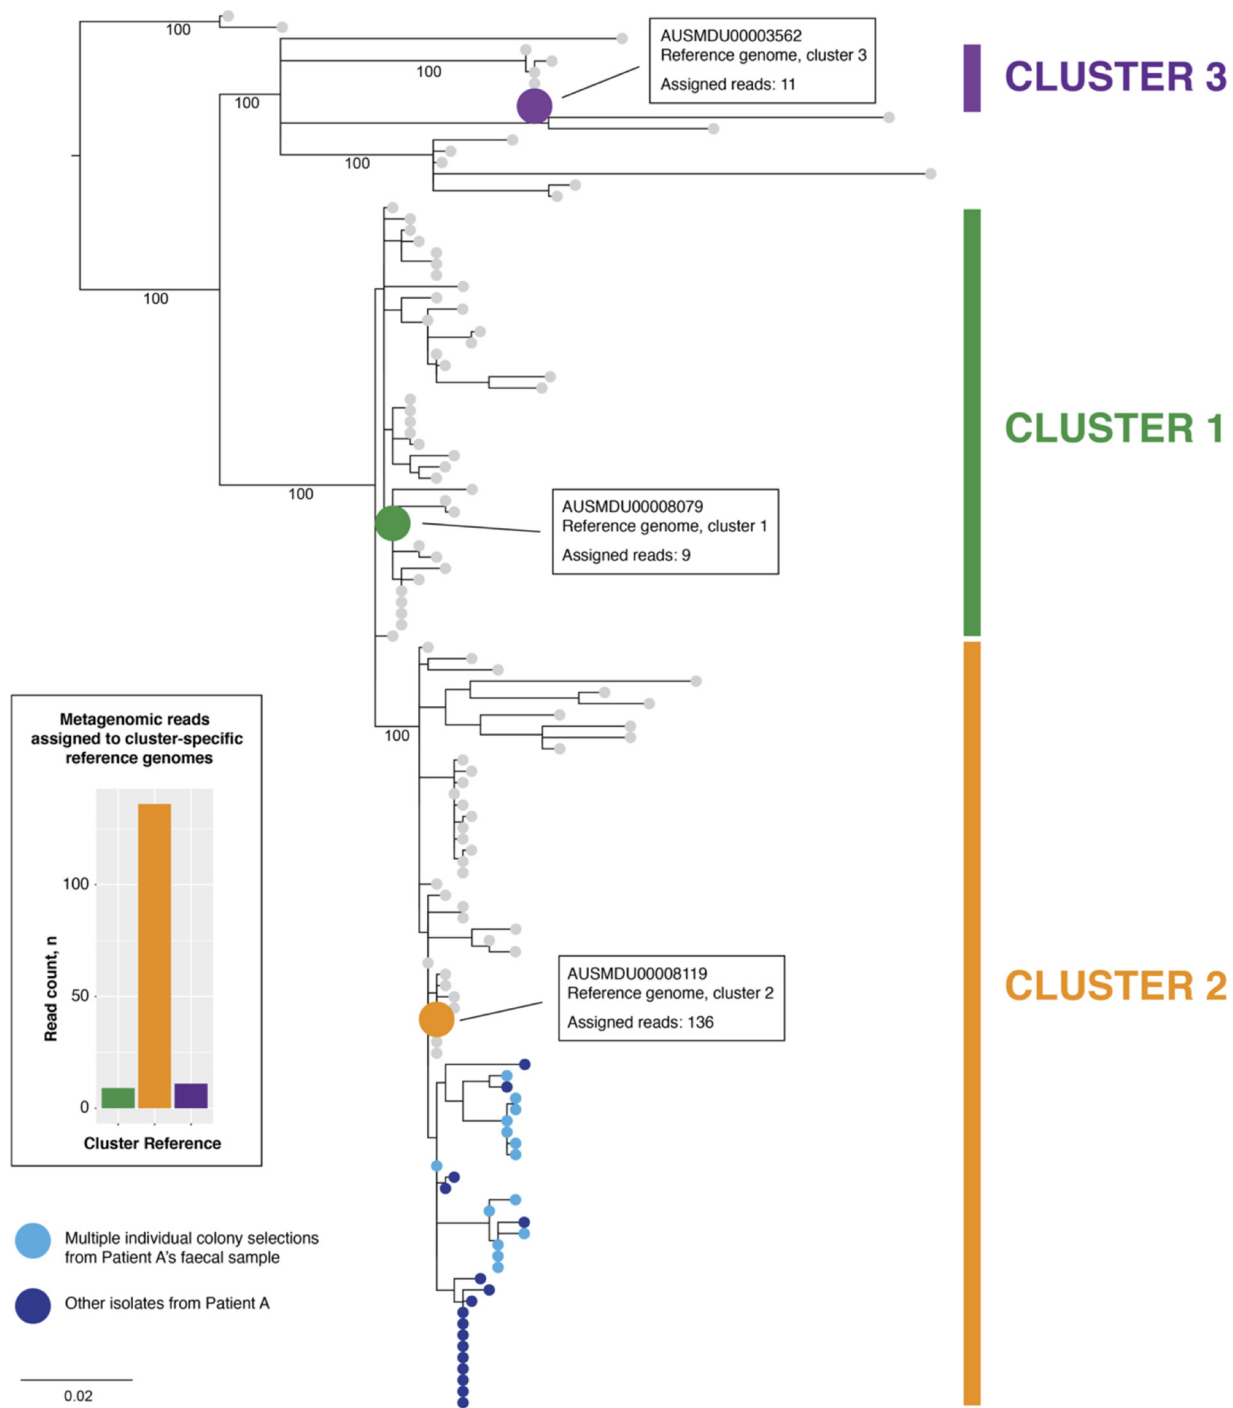 100
AUSMDU00003562
Reference genome, cluster 3
Assigned reads: 11
CLUSTER 3
100
100
100
100
CLUSTER 1
100
AUSMDU00008079
Reference genome, cluster 1
Assigned reads: 9
100
Metagenomic reads
assigned to cluster-specific
reference genomes
100
50
0
Read count, n
Cluster Reference
AUSMDU00008119
Reference genome, cluster 2
Assigned reads: 136
CLUSTER 2
Multiple individual colony selections
from Patient A's faecal sample
Other isolates from Patient A
0.02